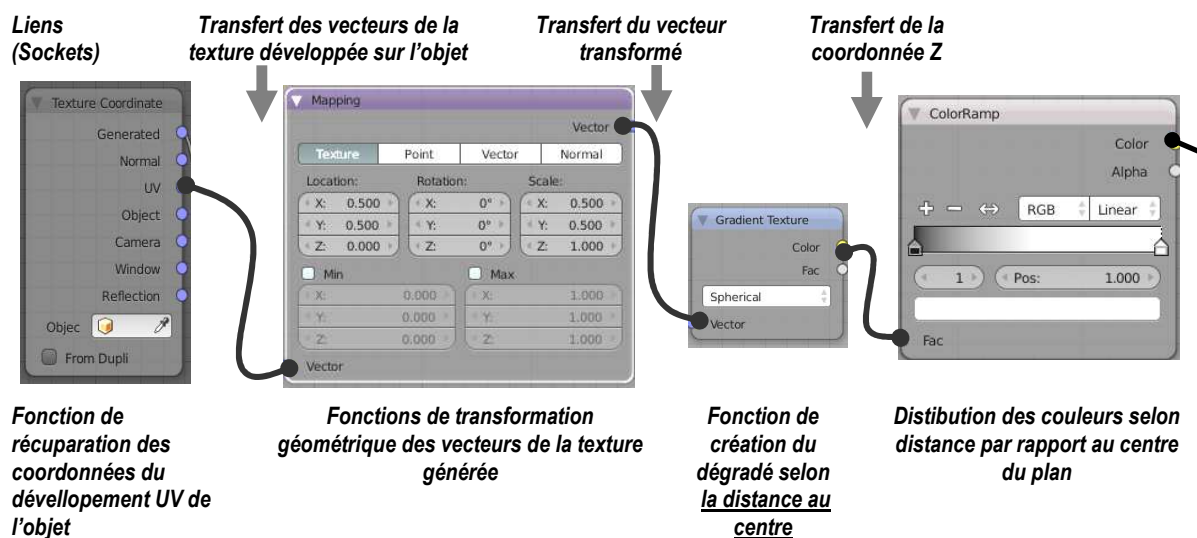 Liens
(Sockets)
Transfert des vecteurs de la
texture développée sur l'objet
Transfert du vecteur
transformé
Transfert de la
coordonnée Z
Texture Coordinate
Generated
Normal
UV
Object
Camera
Window
Reflection
Objec
From Dupli
Mapping
Vector
Texture Point Vector Normal
Location: Rotation: Scale:
X: 0.500 X: 0° X: 0.500
Y: 0.500 Y: 0° Y: 0.500
Z: 0.000 Z: 0° Z: 1.000
Min Max
X: 0.000 X: 1.000
Y: 0.000 Y: 1.000
Z: 0.000 Z: 1.000
Vector
Gradient Texture
Color
Fac
Spherical
Vector
ColorRamp
Color
Alpha
RGB Linear
1 Pos: 1.000
Fac
Fonction de
récuparation des
coordonnées du
dévellopement UV de
l'objet
Fonctions de transformation
géométrique des vecteurs de la texture
générée
Fonction de
création du
dégradé selon
la distance au
centre
Distibution des couleurs selon
distance par rapport au centre
du plan